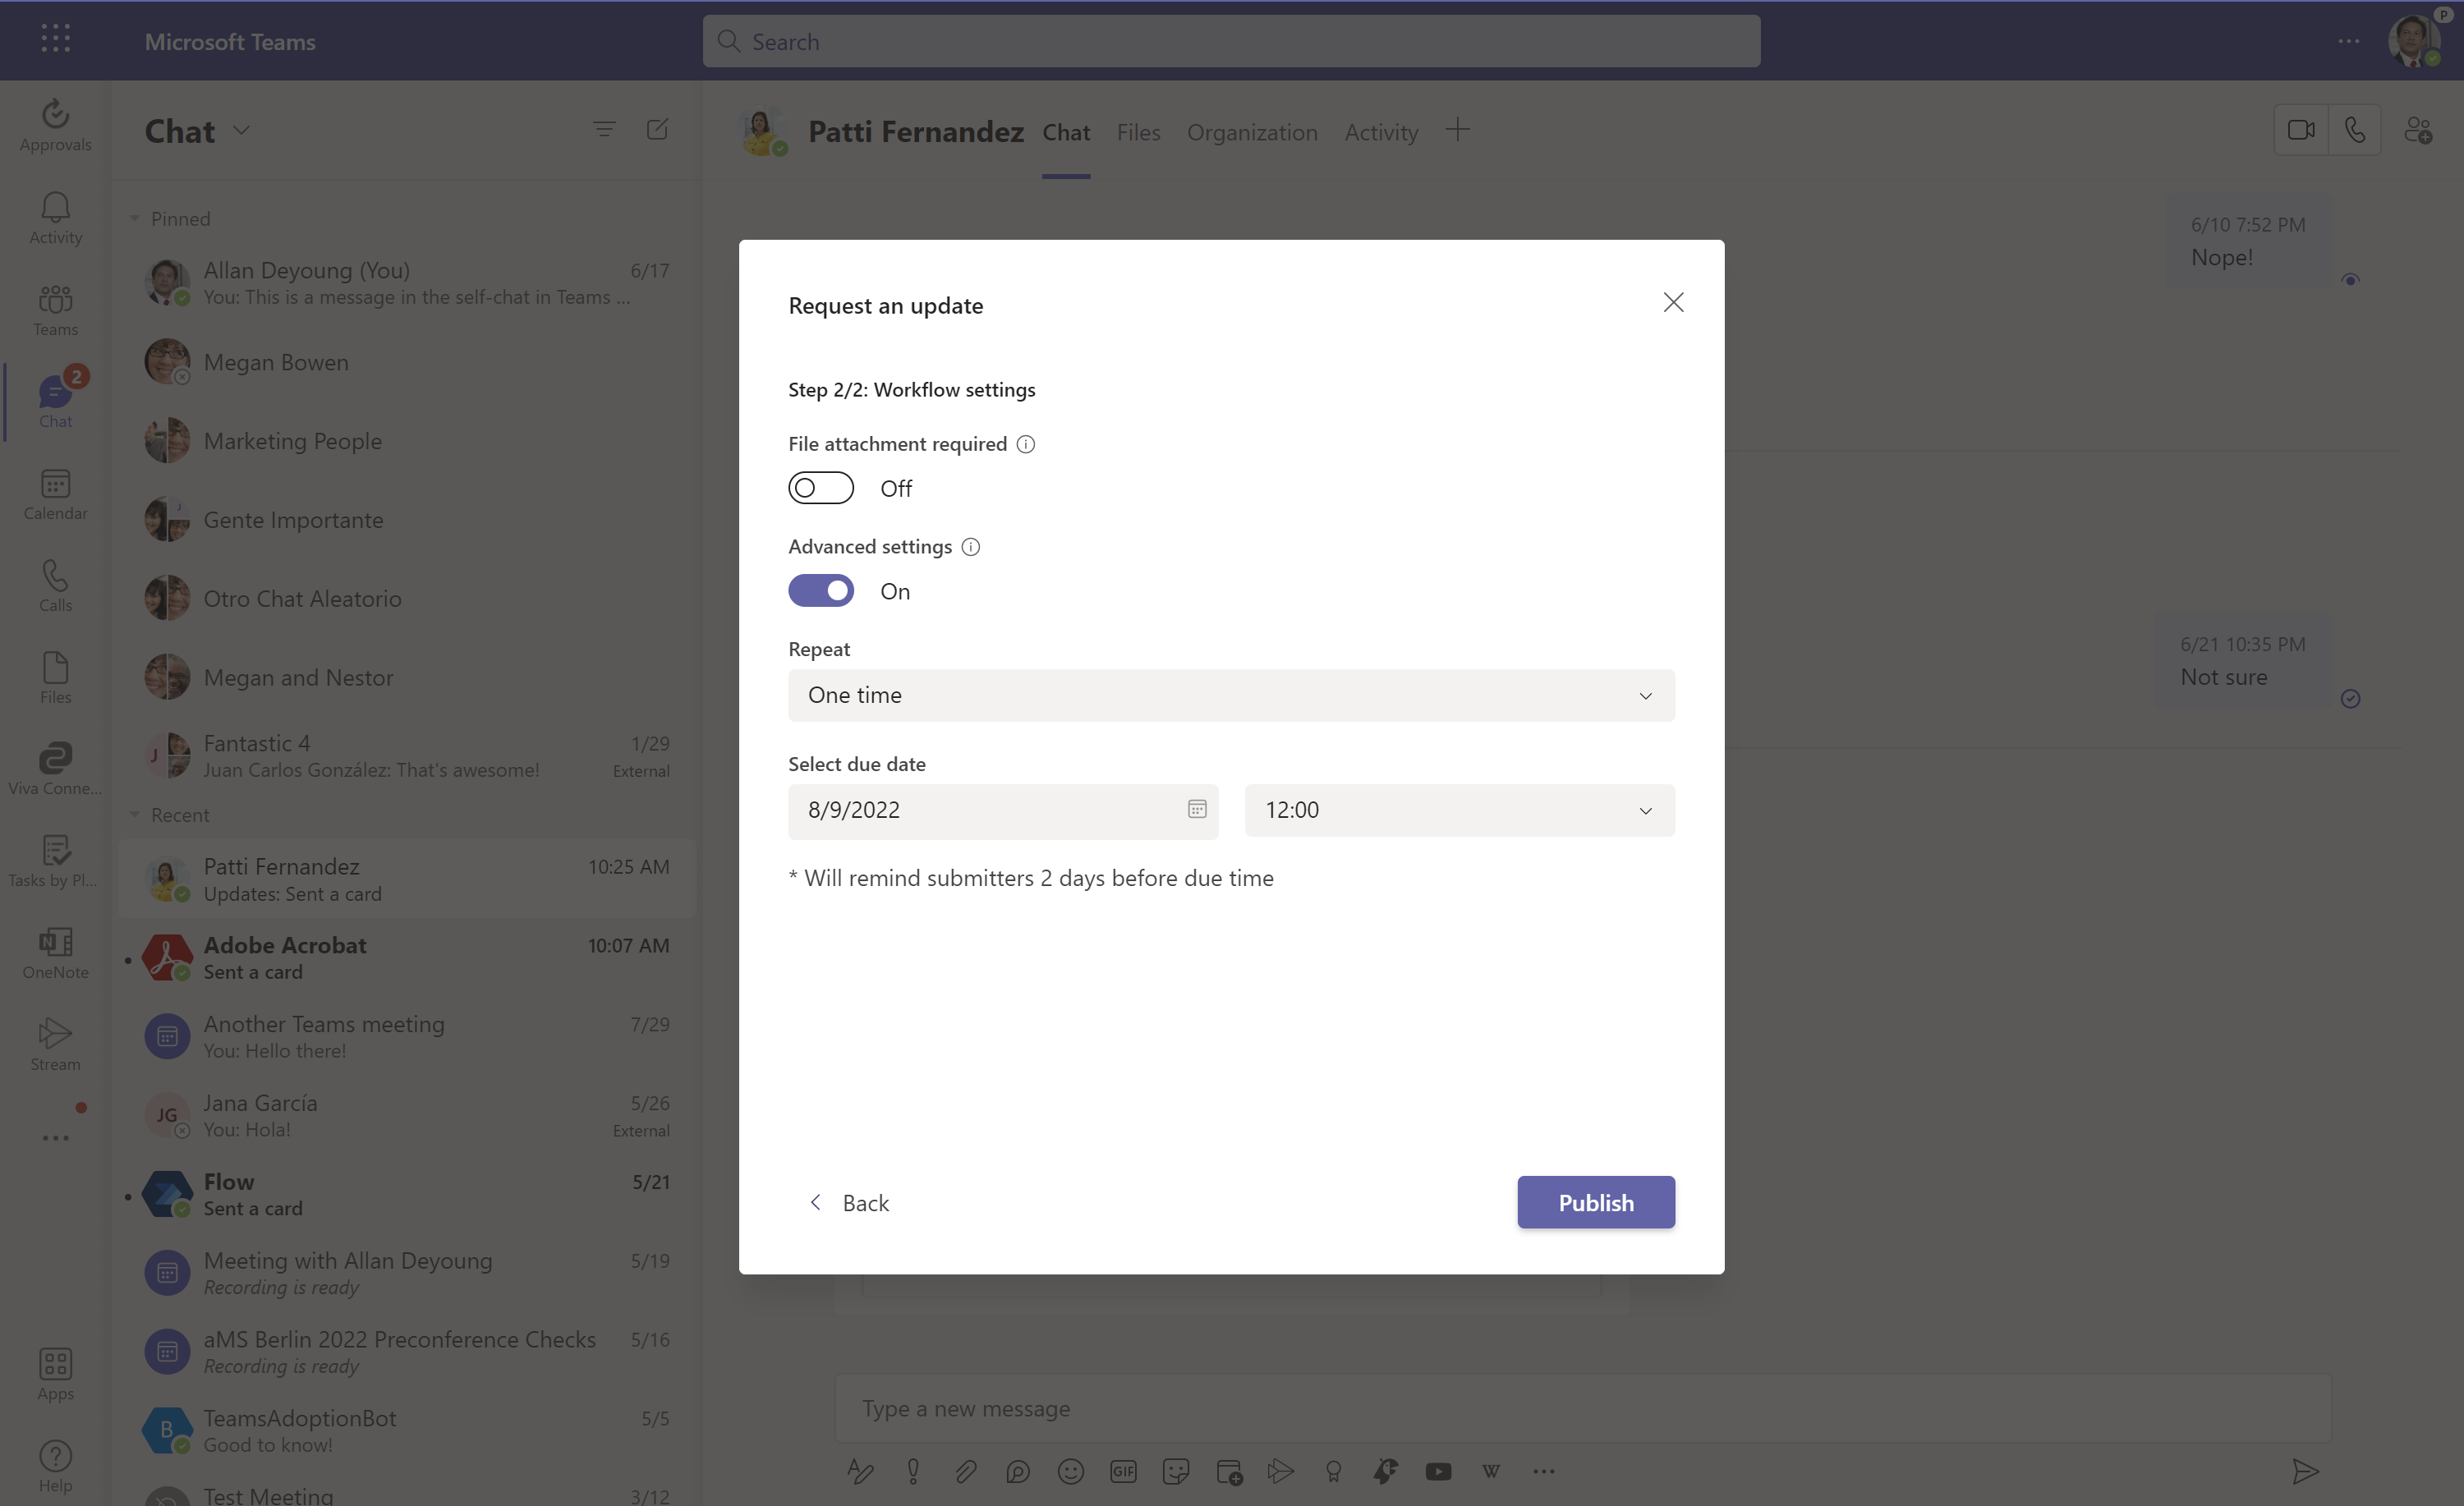 P
Microsoft Teams
Search
Approvals
Activity
Teams
2
Chat
Calendar
Calls
Files
Viva Conne...
Tasks by Pl...
OneNote
Stream
Apps
Help
Chat
Pinned
Allan Deyoung (You) 6/17
You: This is a message in the self-chat in Teams ...
Megan Bowen
Marketing People
Gente Importante
Otro Chat Aleatorio
Megan and Nestor
Fantastic 4 1/29
Juan Carlos González: That's awesome! External
Recent
Patti Fernandez 10:25 AM
Updates: Sent a card
Adobe Acrobat 10:07 AM
Sent a card
Another Teams meeting 7/29
You: Hello there!
JG
Jana García 5/26
You: Hola! External
Flow 5/21
Sent a card
Meeting with Allan Deyoung 5/19
Recording is ready
aMS Berlin 2022 Preconference Checks 5/16
Recording is ready
B
TeamsAdoptionBot 5/5
Good to know!
Test Meeting 3/12
Patti Fernandez Chat Files Organization Activity
6/10 7:52 PM
Nope!
6/21 10:35 PM
Not sure
Request an update
Step 2/2: Workflow settings
File attachment required
Off
Advanced settings
On
Repeat
One time
Select due date
8/9/2022 12:00
* Will remind submitters 2 days before due time
Back Publish
Type a new message
GIF
W